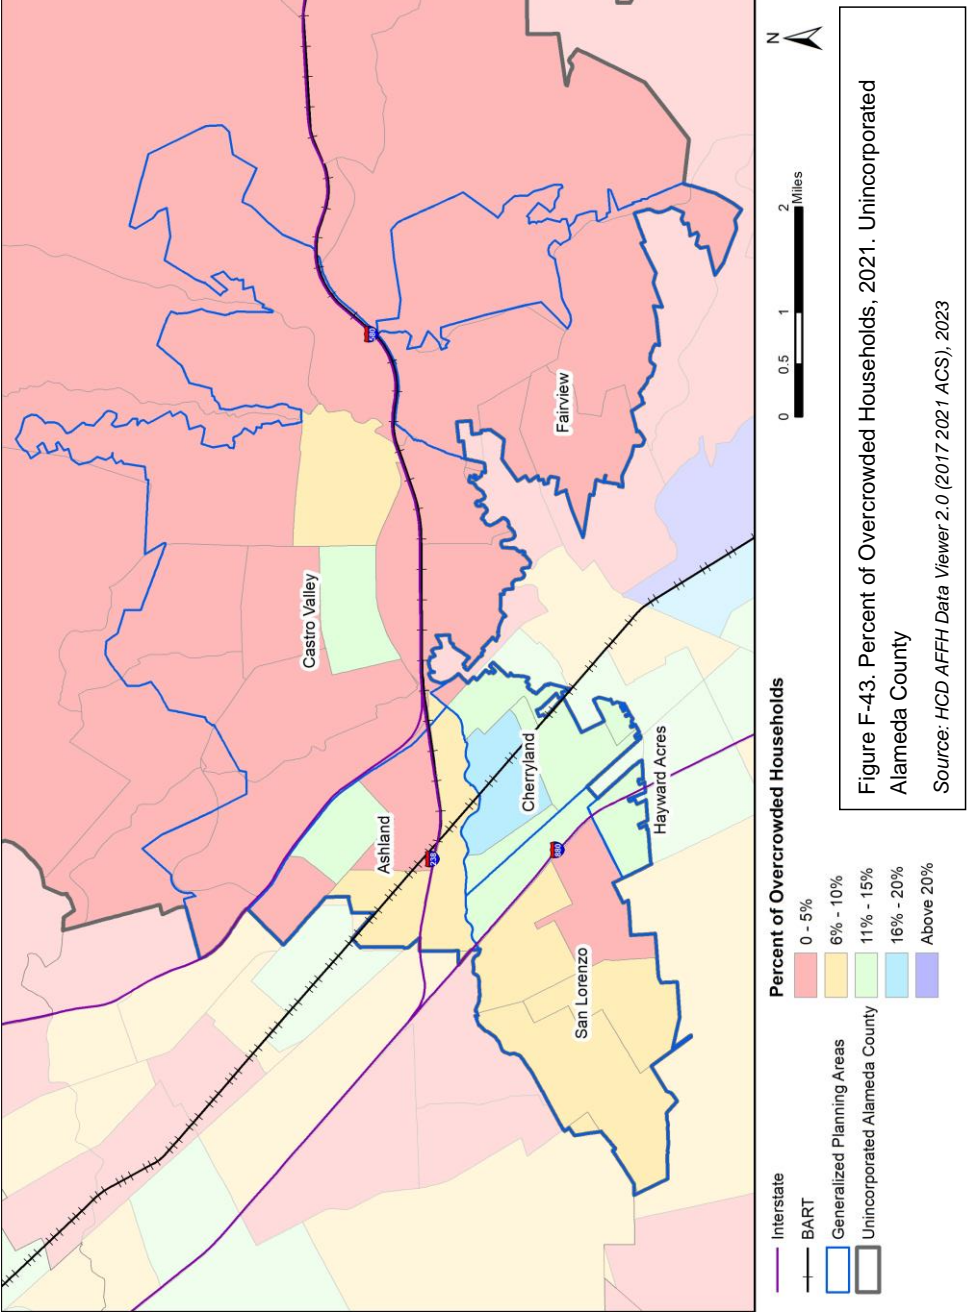 Castro Valley
Fairview
Ashland
Cherryland
Hayward Acres
San Lorenzo
580
880
N
0 0.5 1 2
Miles
Interstate
BART
Generalized Planning Areas
Unincorporated Alameda County
Percent of Overcrowded Households
0 - 5%
6% - 10%
11% - 15%
16% - 20%
Above 20%
Figure F-43. Percent of Overcrowded Households, 2021. Unincorporated
Alameda County
Source: HCD AFFH Data Viewer 2.0 (2017 2021 ACS), 2023